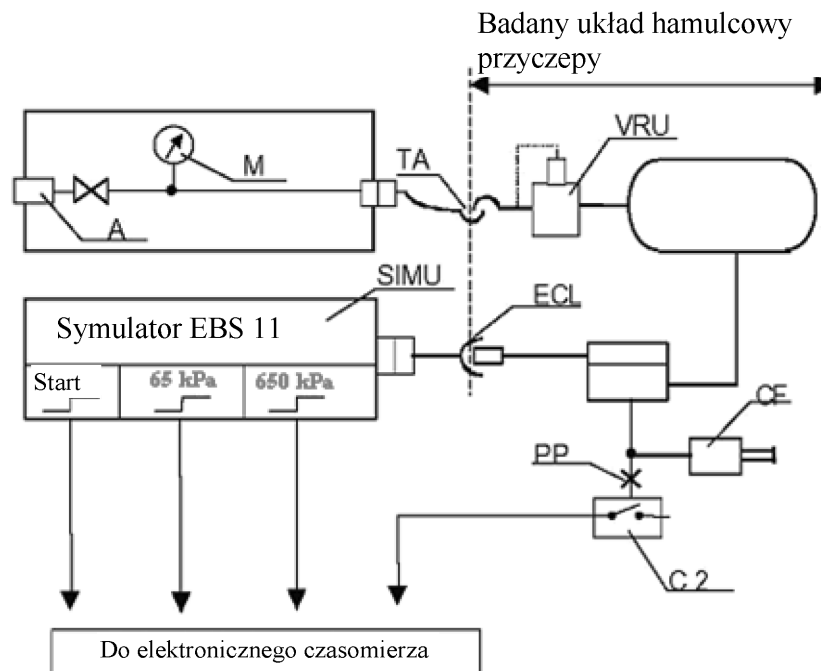 Badany układ hamulcowy
przyczepy
VRU
TA
M
A
SIMU
ECL
Symulator EBS 11
Start
65 kPa
650 kPa
CF
PP
C 2
Do elektronicznego czasomierza